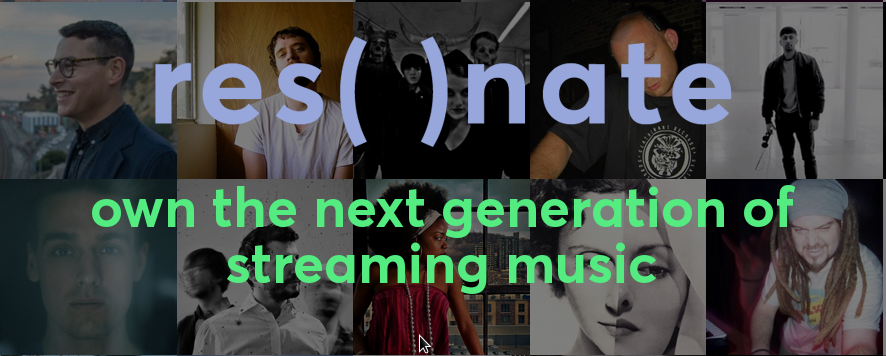 res( )nate
own the next generation of
streaming music